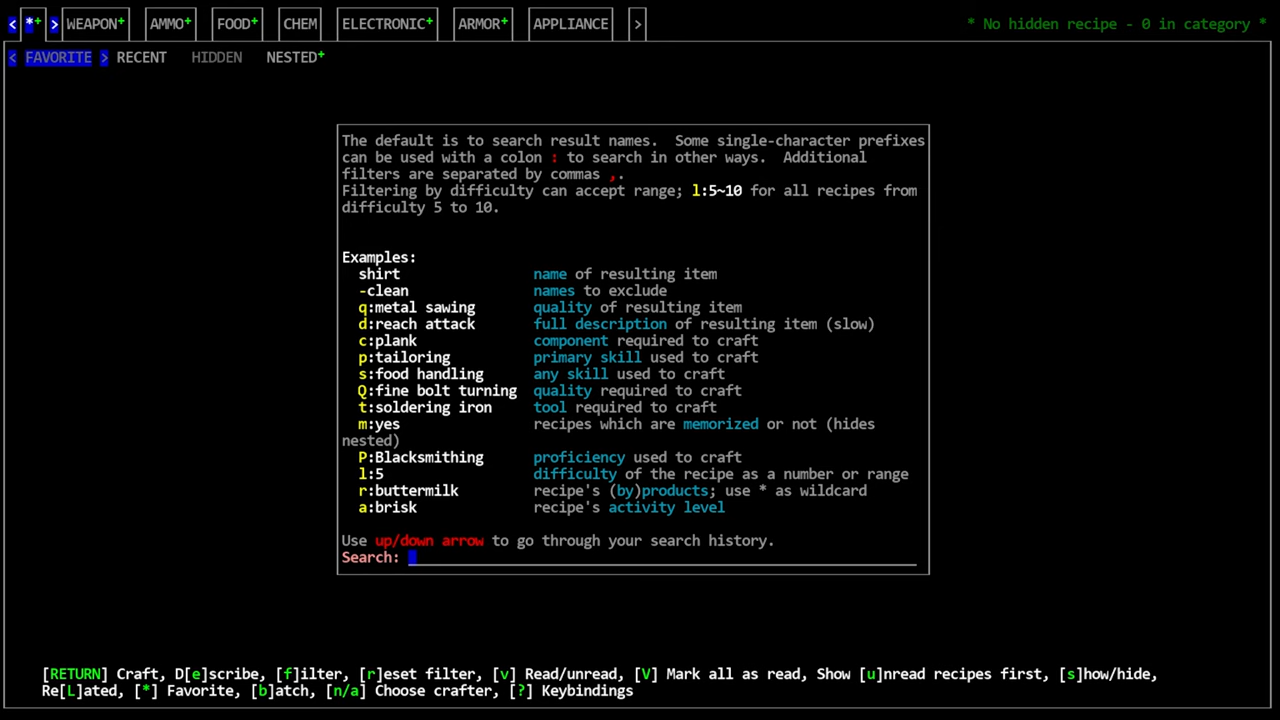 < *+ > WEAPON+ AMMO+ FOOD+ CHEM ELECTRONIC+ ARMOR+ APPLIANCE > * No hidden recipe - 0 in category *
< FAVORITE > RECENT HIDDEN NESTED+
The default is to search result names. Some single-character prefixes
can be used with a colon : to search in other ways. Additional
filters are separated by commas ,.
Filtering by difficulty can accept range; l:5~10 for all recipes from
difficulty 5 to 10.
Examples:
shirt name of resulting item
-clean names to exclude
q:metal sawing quality of resulting item
d:reach attack full description of resulting item (slow)
c:plank component required to craft
p:tailoring primary skill used to craft
s:food handling any skill used to craft
Q:fine bolt turning quality required to craft
t:soldering iron tool required to craft
m:yes recipes which are memorized or not (hides
nested)
P:Blacksmithing proficiency used to craft
l:5 difficulty of the recipe as a number or range
r:buttermilk recipe's (by)products; use * as wildcard
a:brisk recipe's activity level
Use up/down arrow to go through your search history.
Search:
[RETURN] Craft, D[e]scribe, [f]ilter, [r]eset filter, [v] Read/unread, [V] Mark all as read, Show [u]nread recipes first, [s]how/hide,
Re[L]ated, [*] Favorite, [b]atch, [n/a] Choose crafter, [?] Keybindings